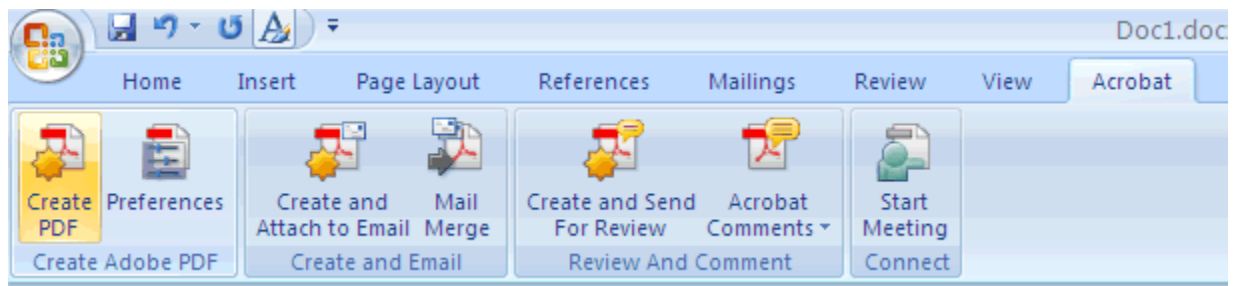 Doc1.doc
Home Insert Page Layout References Mailings Review View Acrobat
Create PDF
Preferences
Create and
Attach to Email
Mail
Merge
Create and Send
For Review
Acrobat
Comments
Start
Meeting
Create Adobe PDF
Create and Email
Review And Comment
Connect